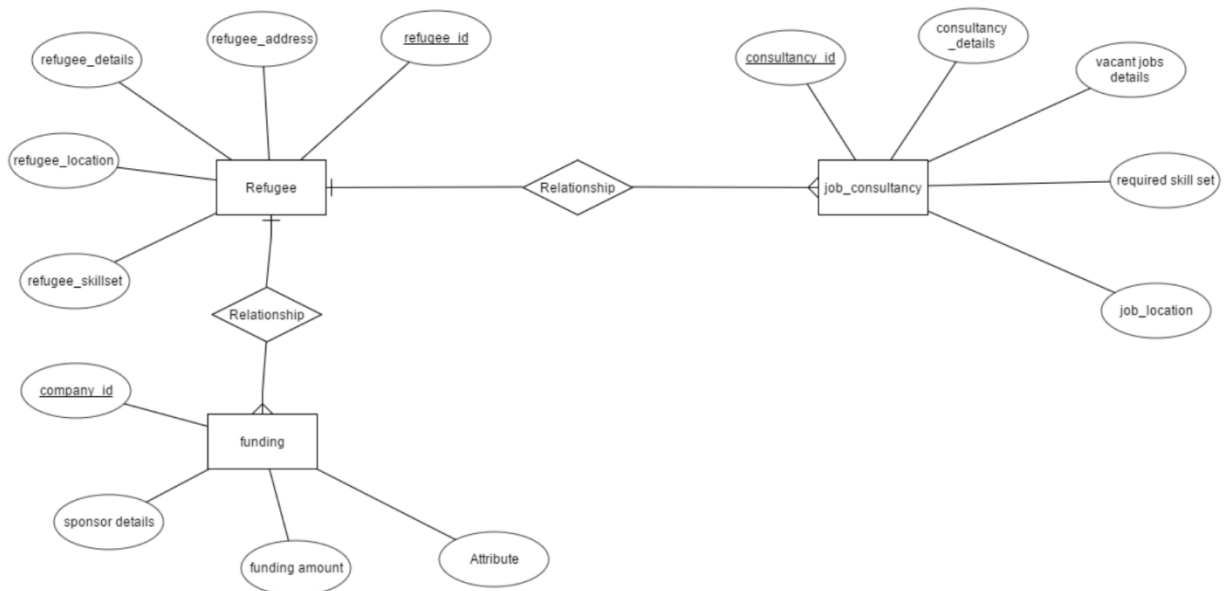 refugee_details
refugee_address
refugee_id
consultancy_id
consultancy
_details
vacant jobs
details
refugee_location
Refugee
Relationship
job_consultancy
required skill set
refugee_skillset
Relationship
job_location
company_id
funding
sponsor details
funding amount
Attribute